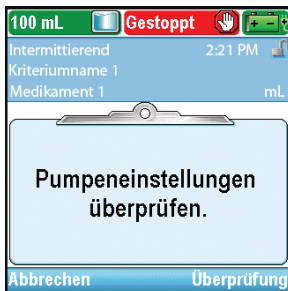 100 mL Gestoppt
Intermittierend 2:21 PM
Kriteriumname 1
Medikament 1 mL
Pumpeneinstellungen
überprüfen.
Abbrechen Überprüfung